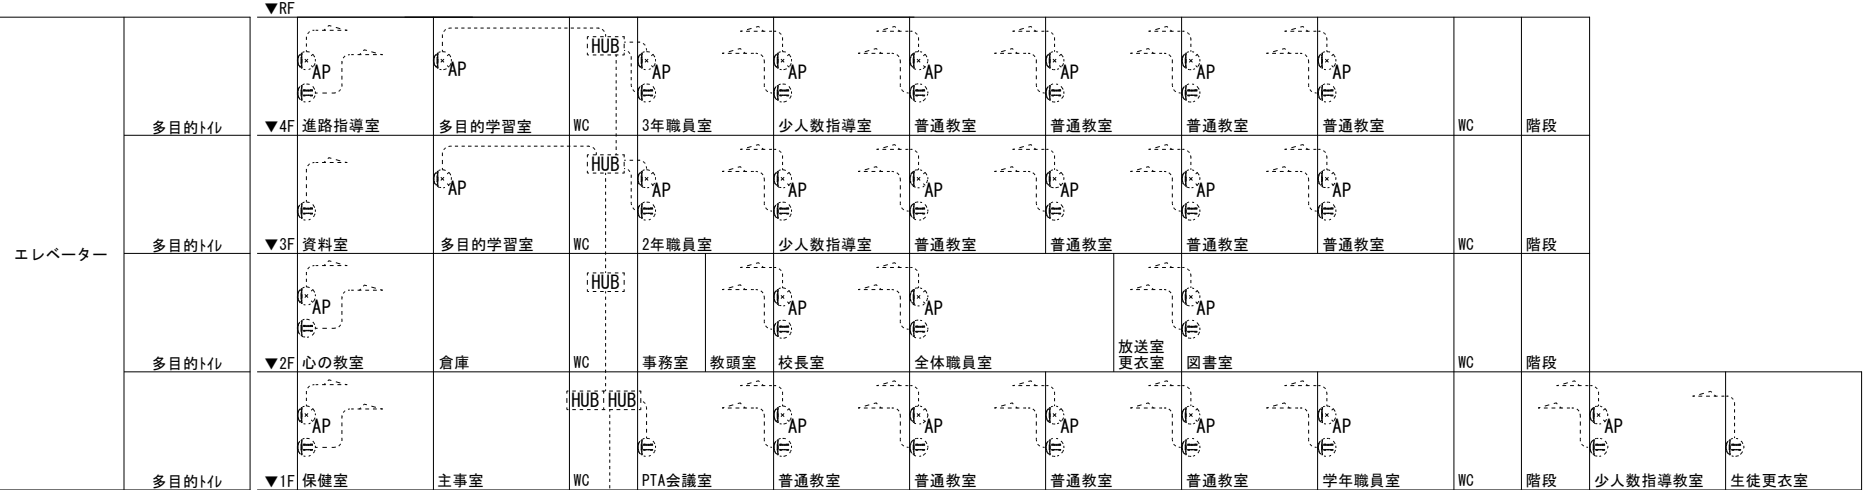 ▼RF
HUB
AP
AP
AP
AP
AP
AP
AP
AP
多目的ﾄｲﾚ
▼4F
進路指導室
多目的学習室
WC
3年職員室
少人数指導室
普通教室
普通教室
普通教室
普通教室
WC
階段
HUB
AP
AP
AP
AP
AP
AP
AP
エレベーター
多目的ﾄｲﾚ
▼3F
資料室
多目的学習室
WC
2年職員室
少人数指導室
普通教室
普通教室
普通教室
普通教室
WC
階段
HUB
AP
AP
AP
AP
多目的ﾄｲﾚ
▼2F
心の教室
倉庫
WC
事務室
教頭室
校長室
全体職員室
放送室
更衣室
図書室
WC
階段
HUB
HUB
AP
AP
AP
AP
AP
AP
AP
多目的ﾄｲﾚ
▼1F
保健室
主事室
WC
PTA会議室
普通教室
普通教室
普通教室
普通教室
学年職員室
WC
階段
少人数指導教室
生徒更衣室